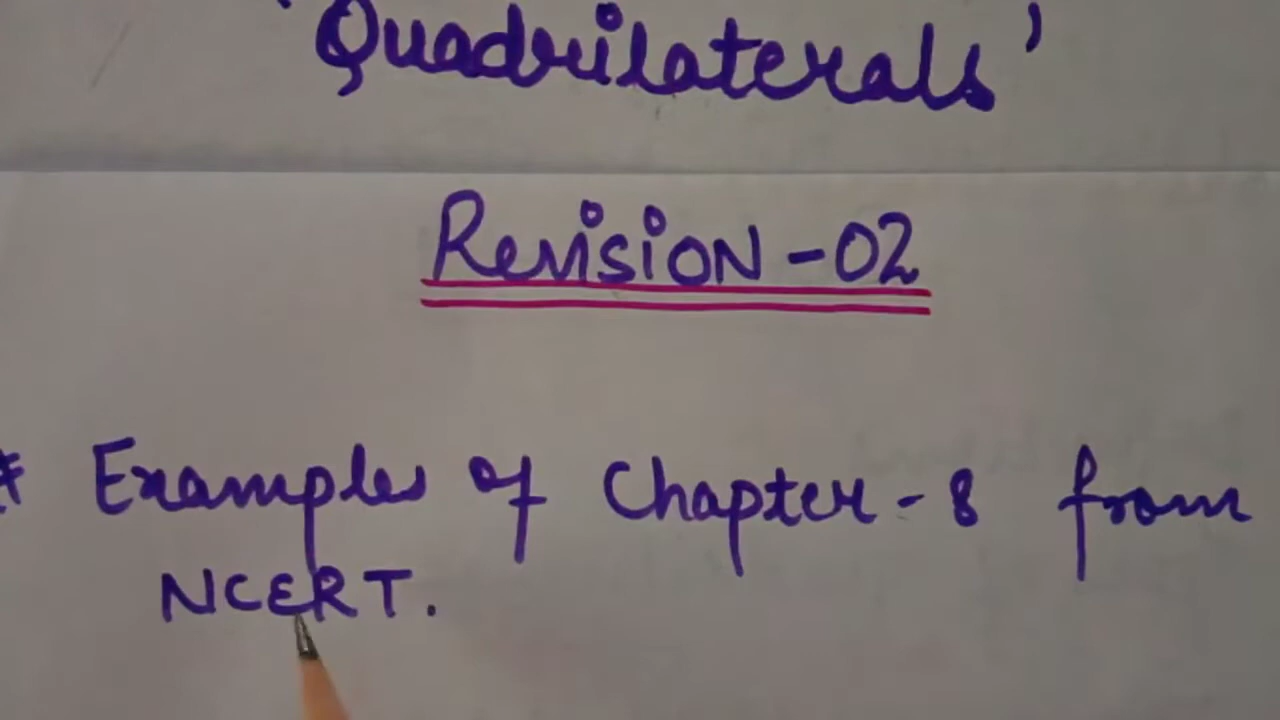 'Quadrilaterals'
Revision-02
# Examples of Chapter-8 from
NCERT.